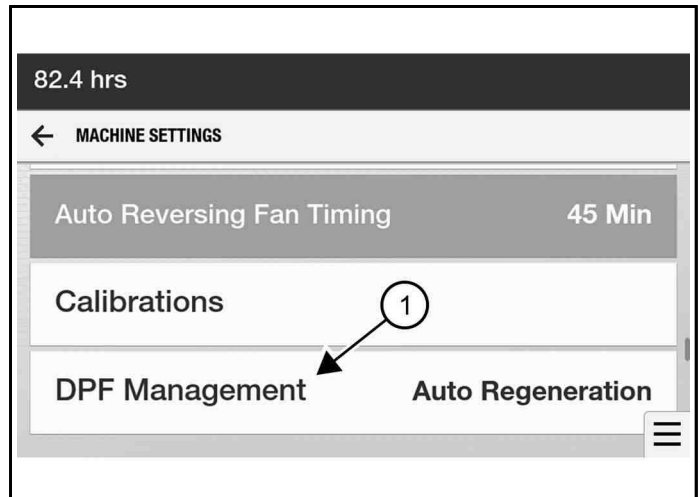 82.4 hrs
MACHINE SETTINGS
Auto Reversing Fan Timing 45 Min
Calibrations
1
DPF Management Auto Regeneration